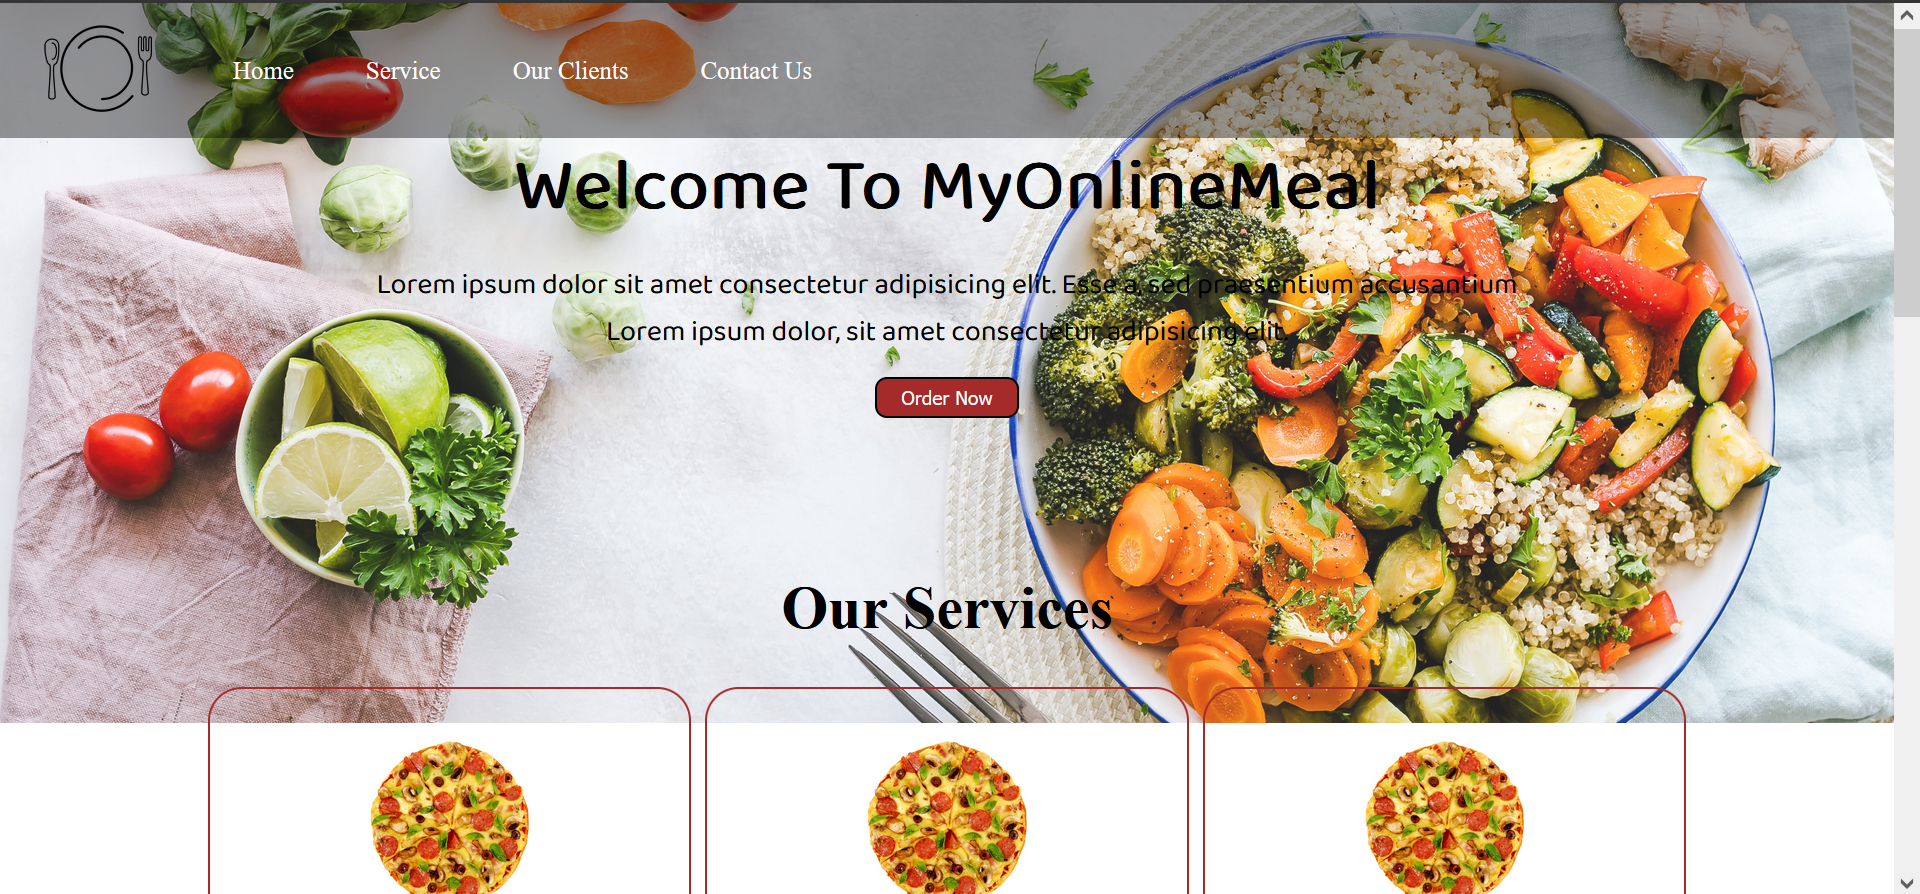 Home Service Our Clients Contact Us
Welcome To MyOnlineMeal
Lorem ipsum dolor sit amet consectetur adipisicing elit. Esse a, sed praesentium accusantium
Lorem ipsum dolor, sit amet consectetur adipisicing elit.
Order Now
Our Services